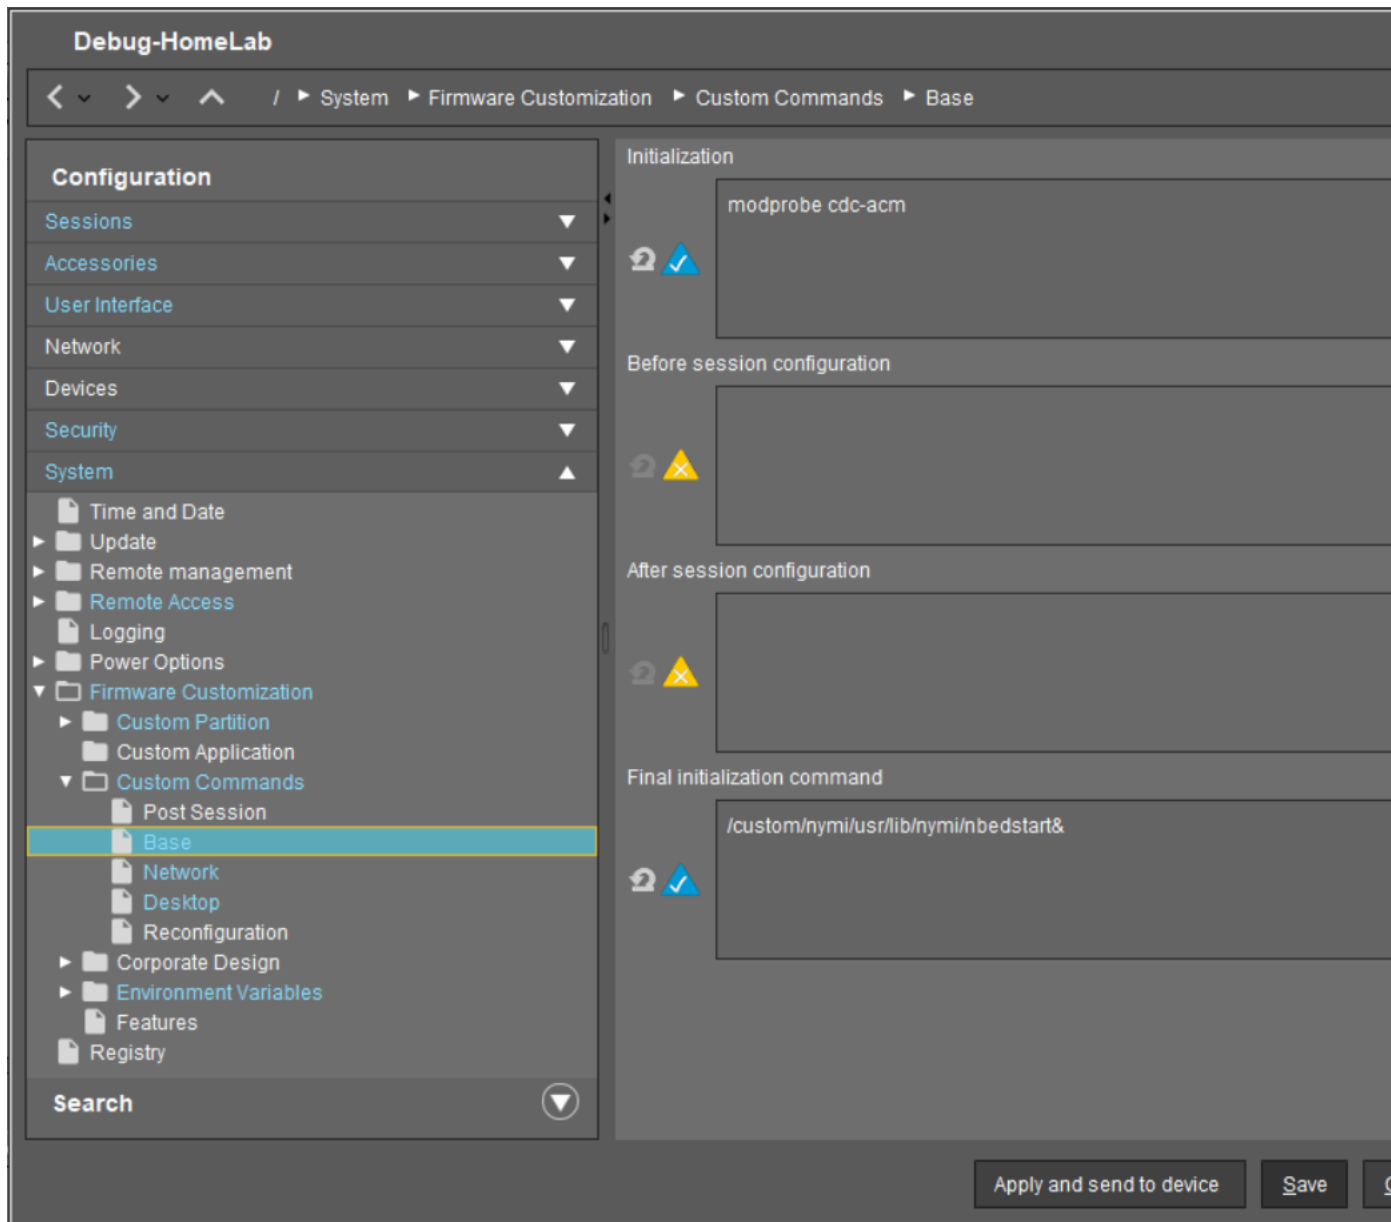 Debug-HomeLab
/ System Firmware Customization Custom Commands Base
Configuration
Sessions
Accessories
User Interface
Network
Devices
Security
System
Time and Date
Update
Remote management
Remote Access
Logging
Power Options
Firmware Customization
Custom Partition
Custom Application
Custom Commands
Post Session
Base
Network
Desktop
Reconfiguration
Corporate Design
Environment Variables
Features
Registry
Search
Initialization
modprobe cdc-acm
Before session configuration
After session configuration
Final initialization command
/custom/nymi/usr/lib/nymi/nbedstart&
Apply and send to device
Save